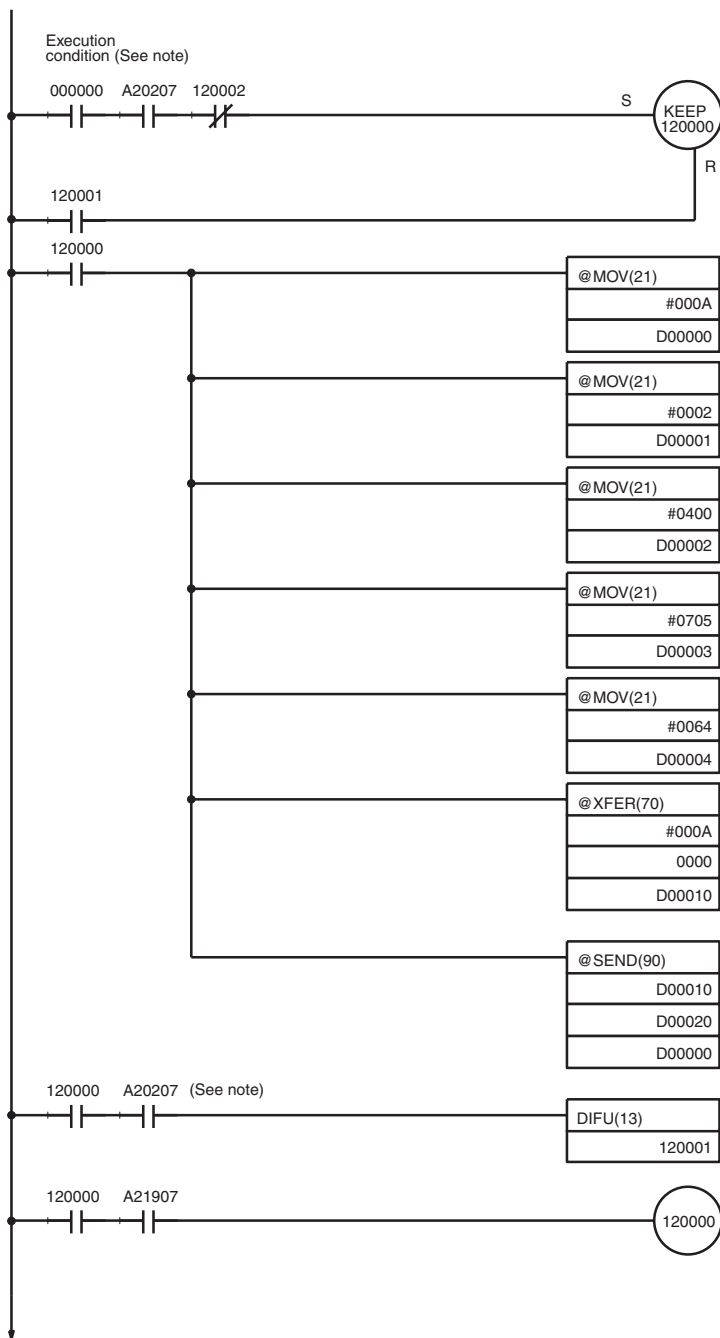 Execution
condition (See note)
000000 A20207 120002
S
KEEP
120000
R
120001
120000
@MOV(21)
#000A
D00000
@MOV(21)
#0002
D00001
@MOV(21)
#0400
D00002
@MOV(21)
#0705
D00003
@MOV(21)
#0064
D00004
@XFER(70)
#000A
0000
D00010
@SEND(90)
D00010
D00020
D00000
120000 A20207 (See note)
DIFU(13)
120001
120000 A21907
120000